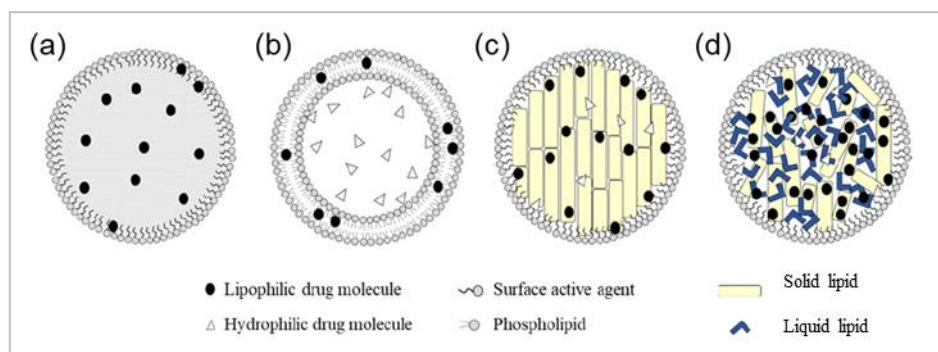 (a) (b) (c) (d)
Lipophilic drug molecule Surface active agent Solid lipid
Hydrophilic drug molecule Phospholipid Liquid lipid